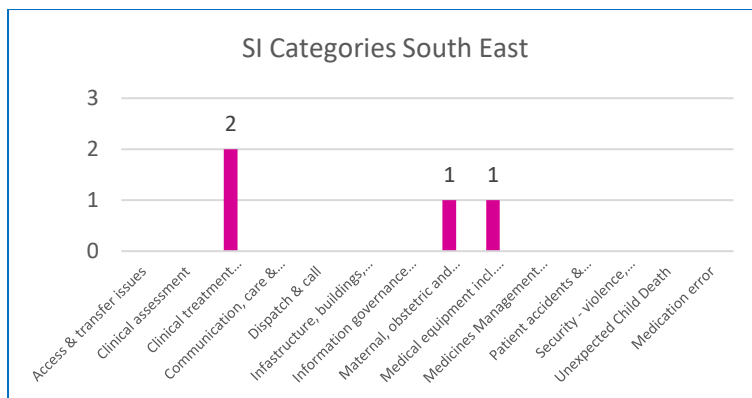 SI Categories South East
3
2
1
0
2
1
1
Access & transfer issues
Clinical assessment
Clinical treatment…
Communication, care &…
Dispatch & call
Infastructure, buildings,…
Information governance…
Maternal, obstetric and…
Medical equipment incl.…
Medicines Management…
Patient accidents &…
Security - violence,…
Unexpected Child Death
Medication error